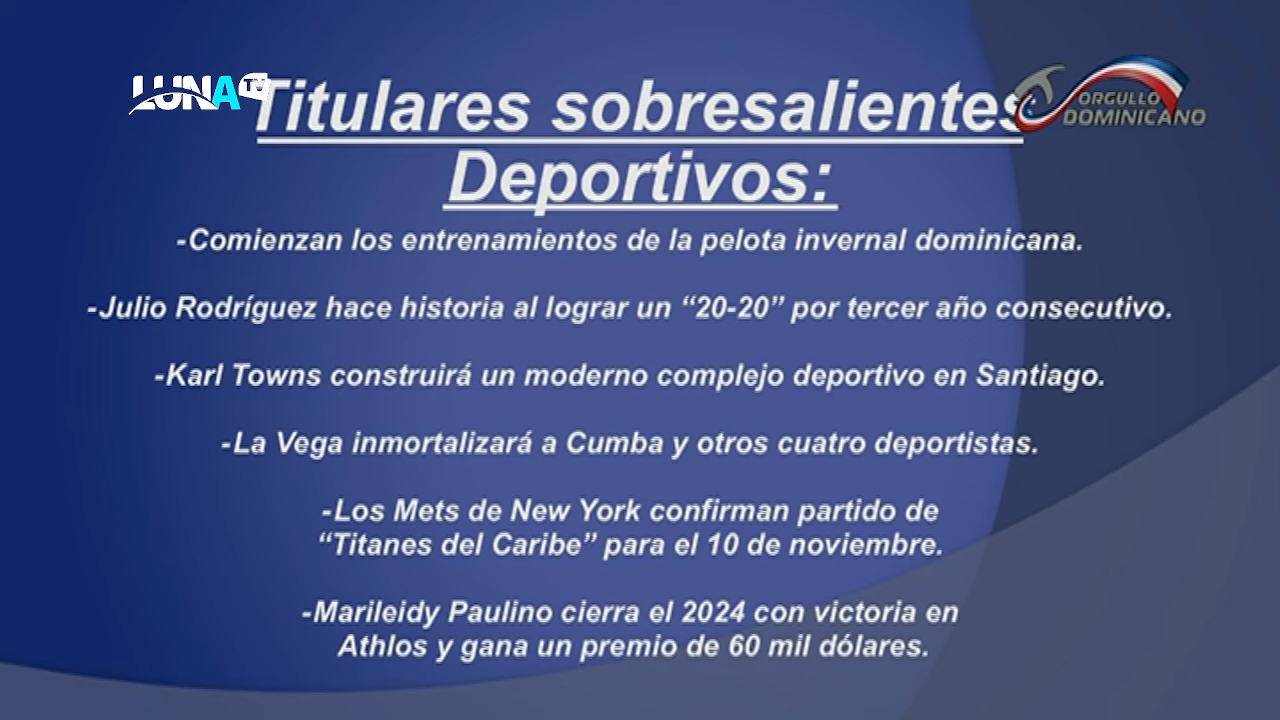 LUNA TV
ORGULLO
DOMINICANO
Titulares sobresalientes
Deportivos:
-Comienzan los entrenamientos de la pelota invernal dominicana.
-Julio Rodríguez hace historia al lograr un “20-20” por tercer año consecutivo.
-Karl Towns construirá un moderno complejo deportivo en Santiago.
-La Vega inmortalizará a Cumba y otros cuatro deportistas.
-Los Mets de New York confirman partido de
“Titanes del Caribe” para el 10 de noviembre.
-Marileidy Paulino cierra el 2024 con victoria en
Athlos y gana un premio de 60 mil dólares.